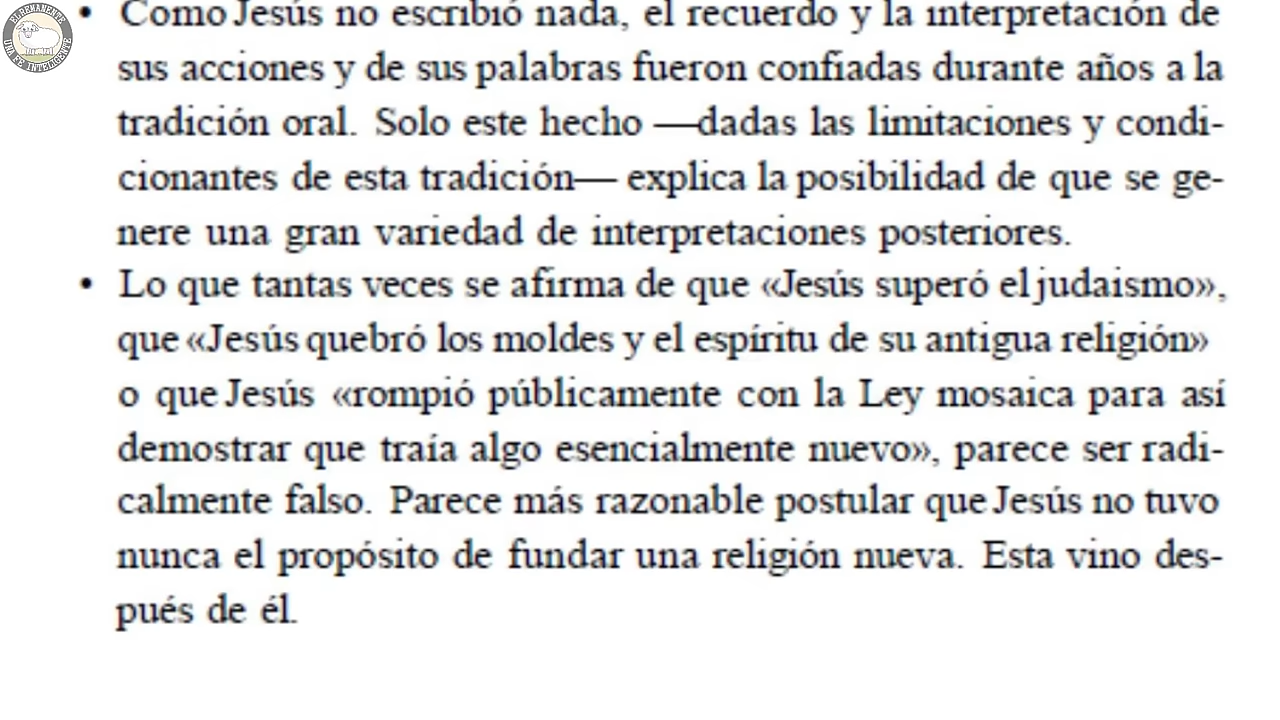 ELREMANENTE
UNA FE INTELIGENTE
• Como Jesús no escribió nada, el recuerdo y la interpretación de
sus acciones y de sus palabras fueron confiadas durante años a la
tradición oral. Solo este hecho —dadas las limitaciones y condi-
cionantes de esta tradición— explica la posibilidad de que se ge-
nere una gran variedad de interpretaciones posteriores.
• Lo que tantas veces se afirma de que «Jesús superó el judaismo»,
que «Jesús quebró los moldes y el espíritu de su antigua religión»
o que Jesús «rompió públicamente con la Ley mosaica para así
demostrar que traía algo esencialmente nuevo», parece ser radi-
calmente falso. Parece más razonable postular que Jesús no tuvo
nunca el propósito de fundar una religión nueva. Esta vino des-
pués de él.